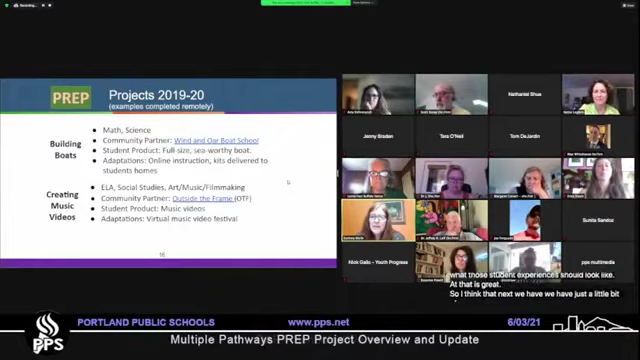 PREP
Projects 2019-20
(examples completed remotely)
Building
Boats
• Math, Science
• Community Partner: Wind and Oar Boat School
• Student Product: Full-size, sea-worthy boat.
• Adaptations: Online instruction, kits delivered to
students homes
Creating
Music
Videos
• ELA, Social Studies, Art/Music/Filmmaking
• Community Partner: Outside the Frame (OTF)
• Student Product: Music videos
• Adaptations: Virtual music video festival
16
Nathaniel Shue
Jenny Braden
Tara O'Neil
Tom DeJardin
Sunita Sandoz
Nick Gallo - Youth Progress
pps multimedia
what those student experiences should look like.
At that is great.
So I think that next we have we have just a little bit
PPS
PORTLAND PUBLIC SCHOOLS
www.pps.net
6/03/21
Multiple Pathways PREP Project Overview and Update